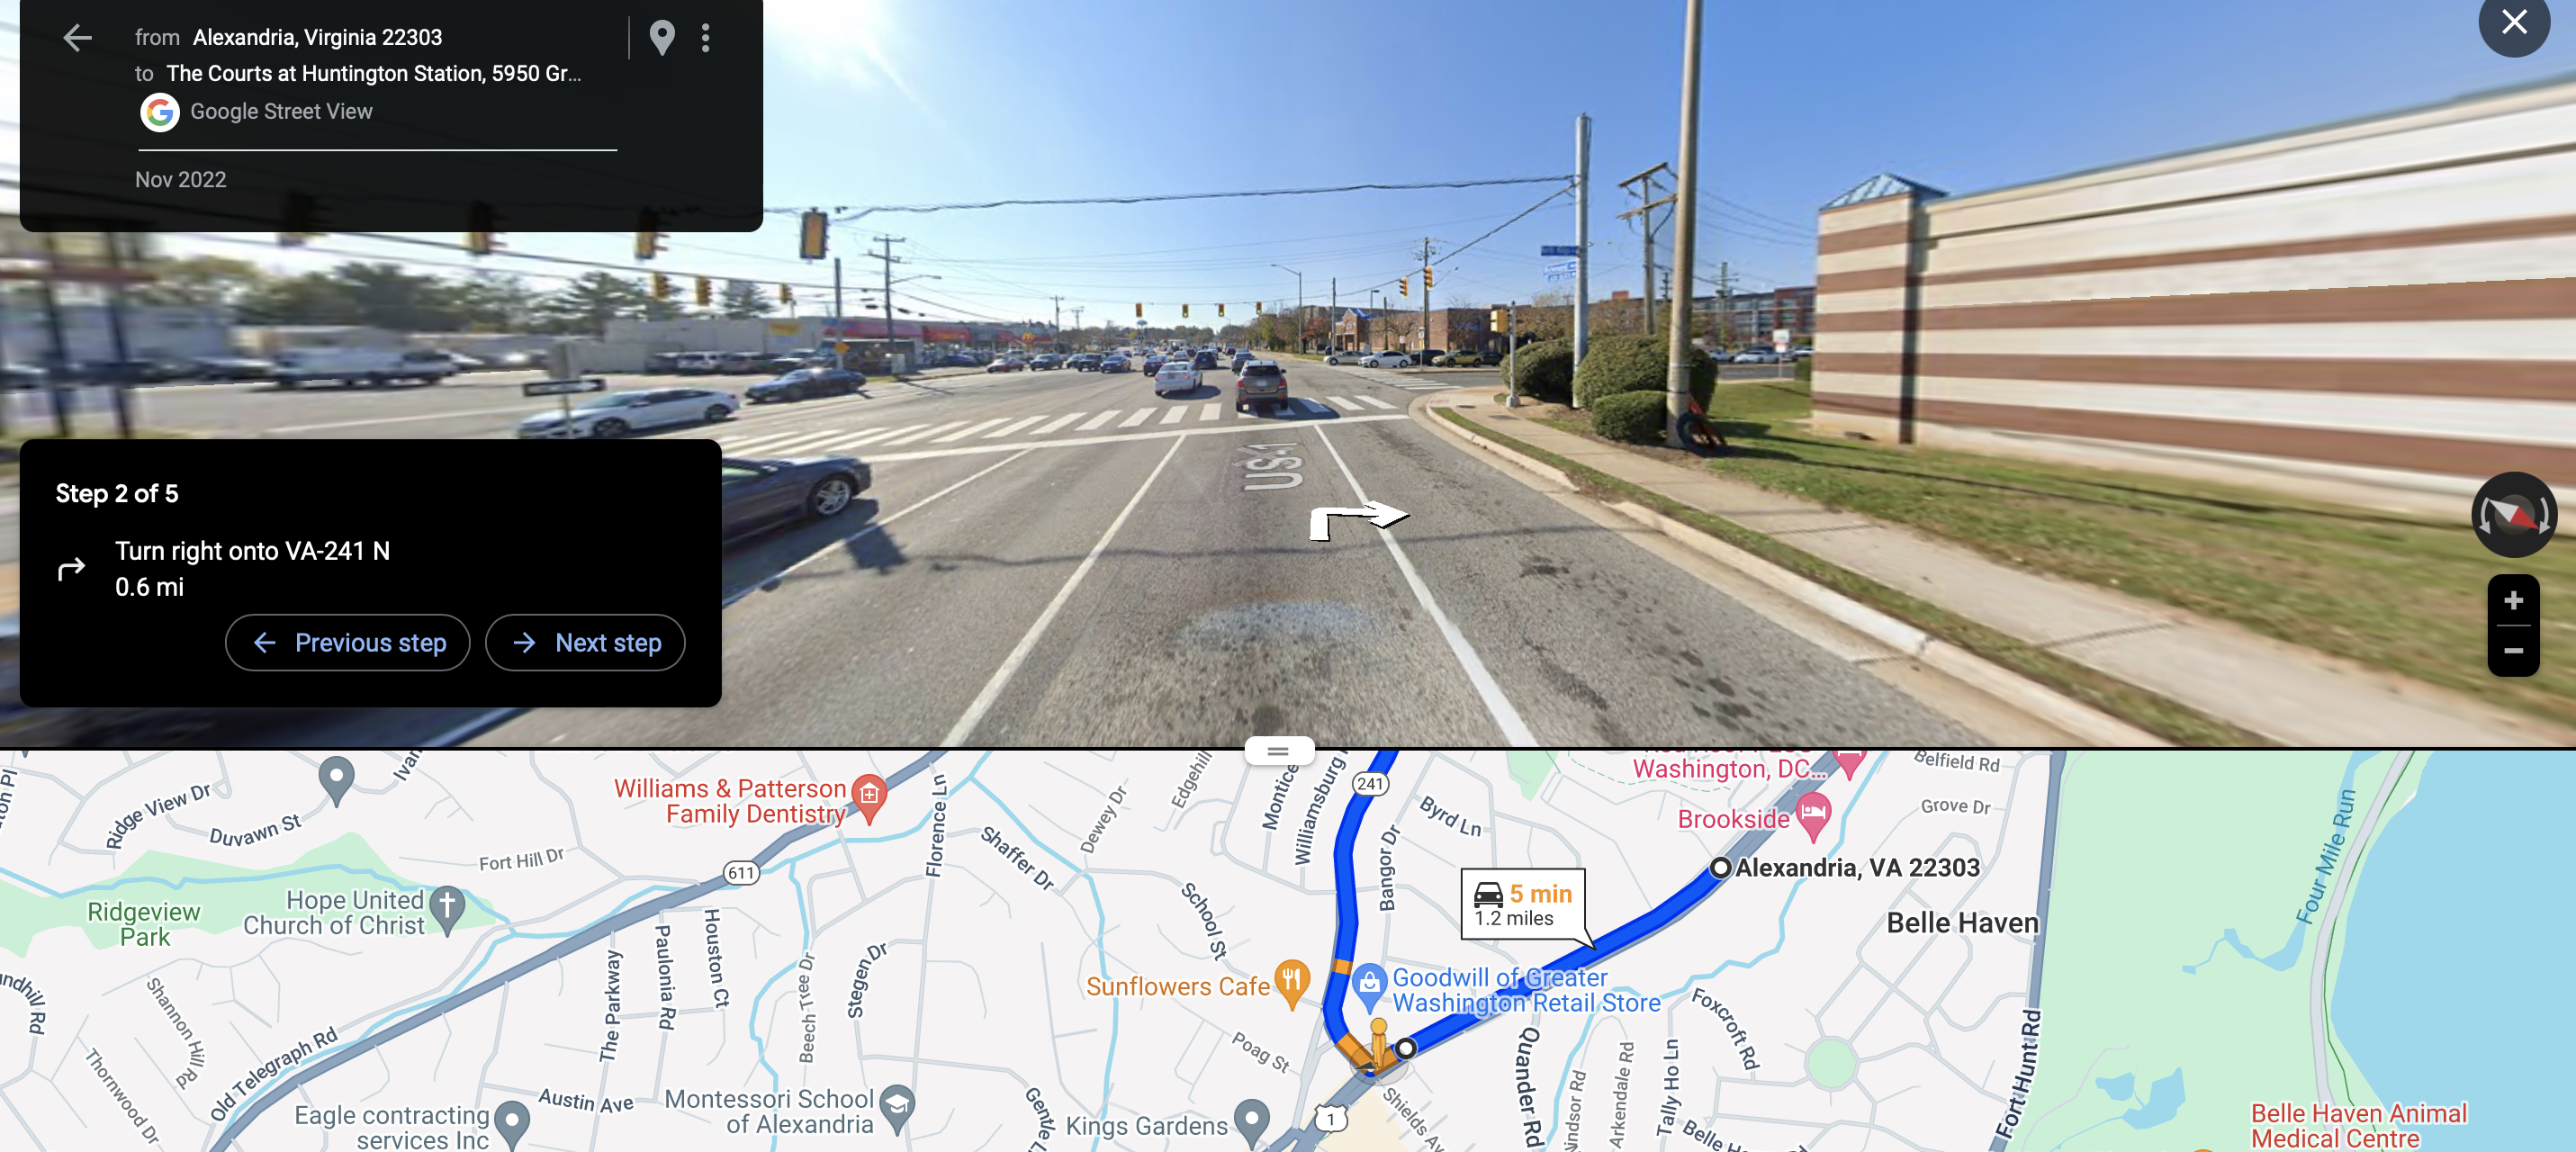 from Alexandria, Virginia 22303
to The Courts at Huntington Station, 5950 Gr...
Google Street View
Nov 2022
US-1
Step 2 of 5
Turn right onto VA-241 N
0.6 mi
Previous step
Next step
Ridge View Dr
Duvawn St
Williams & Patterson
Family Dentistry
Florence Ln
Edgehill
Williamsburg
241
Byrd Ln
Washington, DC...
Belfield Rd
Brookside
Grove Dr
Four Mile Run
Fort Hill Dr
611
Shaffer Dr
Dewey Dr
Bangor Dr
Alexandria, VA 22303
5 min
1.2 miles
Belle Haven
Ridgeview
Park
Hope United
Church of Christ
Houston Ct
Paulonia Rd
The Parkway
Stegen Dr
Beech Tree Dr
School St
Sunflowers Cafe
Goodwill of Greater
Washington Retail Store
Shannon Hill Rd
Thornwood Dr
Old Telegraph Rd
Poag St
Quander Rd
Foxcroft Rd
Tally Ho Ln
Arkendale Rd
Fort Hunt Rd
Eagle contracting
services Inc
Austin Ave
Montessori School
of Alexandria
Kings Gardens
1
Belle Haven Animal
Medical Centre